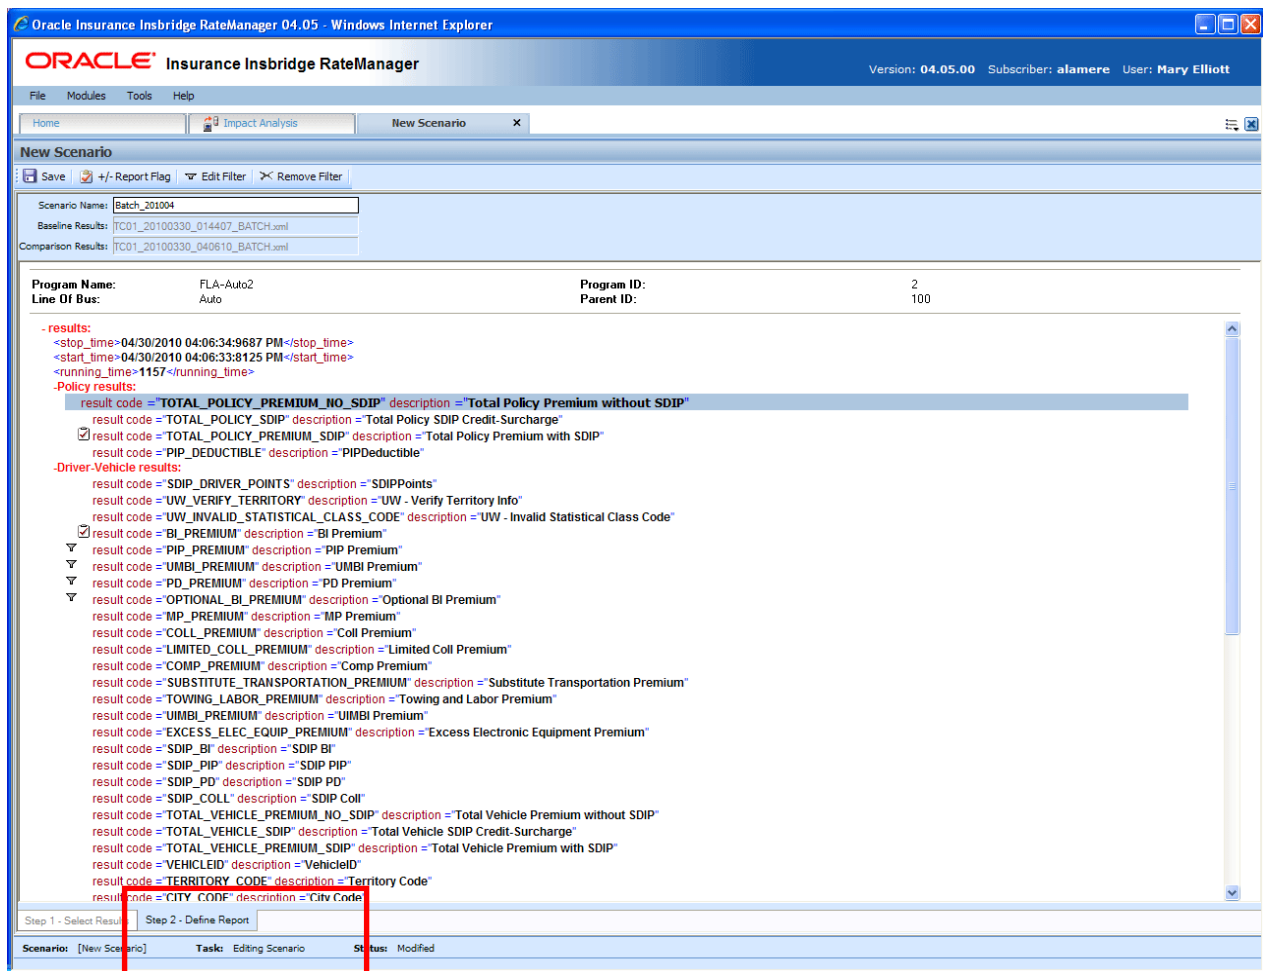 Oracle Insurance Insbridge RateManager 04.05 - Windows Internet Explorer
ORACLE Insurance Insbridge RateManager
Version: 04.05.00 Subscriber: alamere User: Mary Elliott
File Modules Tools Help
Home Impact Analysis New Scenario
New Scenario
Save +/- Report Flag Edit Filter Remove Filter
Scenario Name: Batch_201004
Baseline Results: TC01_20100330_014407_BATCH.xml
Comparison Results: TC01_20100330_040610_BATCH.xml
Program Name: FLA-Auto2 Program ID: 2
Line Of Bus: Auto Parent ID: 100
- results:
<stop_time>04/30/2010 04:06:34:9687 PM</stop_time>
<start_time>04/30/2010 04:06:33:8125 PM</start_time>
<running_time>1157</running_time>
-Policy results:
result code ="TOTAL_POLICY_PREMIUM_NO_SDIP" description ="Total Policy Premium without SDIP"
result code ="TOTAL_POLICY_SDIP" description ="Total Policy SDIP Credit-Surcharge"
result code ="TOTAL_POLICY_PREMIUM_SDIP" description ="Total Policy Premium with SDIP"
result code ="PIP_DEDUCTIBLE" description ="PIPDeductible"
-Driver-Vehicle results:
result code ="SDIP_DRIVER_POINTS" description ="SDIPPoints"
result code ="UW_VERIFY_TERRITORY" description ="UW - Verify Territory Info"
result code ="UW_INVALID_STATISTICAL_CLASS_CODE" description ="UW - Invalid Statistical Class Code"
result code ="BI_PREMIUM" description ="BI Premium"
result code ="PIP_PREMIUM" description ="PIP Premium"
result code ="UMBI_PREMIUM" description ="UMBI Premium"
result code ="PD_PREMIUM" description ="PD Premium"
result code ="OPTIONAL_BI_PREMIUM" description ="Optional BI Premium"
result code ="MP_PREMIUM" description ="MP Premium"
result code ="COLL_PREMIUM" description ="Coll Premium"
result code ="LIMITED_COLL_PREMIUM" description ="Limited Coll Premium"
result code ="COMP_PREMIUM" description ="Comp Premium"
result code ="SUBSTITUTE_TRANSPORTATION_PREMIUM" description ="Substitute Transportation Premium"
result code ="TOWING_LABOR_PREMIUM" description ="Towing and Labor Premium"
result code ="UIMBI_PREMIUM" description ="UIMBI Premium"
result code ="EXCESS_ELEC_EQUIP_PREMIUM" description ="Excess Electronic Equipment Premium"
result code ="SDIP_BI" description ="SDIP BI"
result code ="SDIP_PIP" description ="SDIP PIP"
result code ="SDIP_PD" description ="SDIP PD"
result code ="SDIP_COLL" description ="SDIP Coll"
result code ="TOTAL_VEHICLE_PREMIUM_NO_SDIP" description ="Total Vehicle Premium without SDIP"
result code ="TOTAL_VEHICLE_SDIP" description ="Total Vehicle SDIP Credit-Surcharge"
result code ="TOTAL_VEHICLE_PREMIUM_SDIP" description ="Total Vehicle Premium with SDIP"
result code ="VEHICLEID" description ="VehicleID"
result code ="TERRITORY_CODE" description ="Territory Code"
result code ="CITY_CODE" description ="City Code"
Step 1 - Select Results Step 2 - Define Report
Scenario: [New Scenario] Task: Editing Scenario Status: Modified